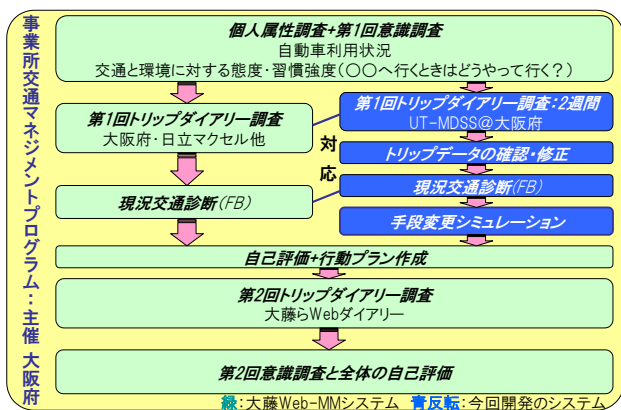 事業所交通マネジメントプログラム：主催 大阪府
個人属性調査+第1回意識調査
自動車利用状況
交通と環境に対する態度・習慣強度(〇〇へ行くときはどうやって行く？)
第1回トリップダイアリー調査
大阪府・日立マクセル他
対応
第1回トリップダイアリー調査：2週間
UT-MDSS@大阪府
トリップデータの確認・修正
現況交通診断(FB)
現況交通診断(FB)
手段変更シミュレーション
自己評価+行動プラン作成
第2回トリップダイアリー調査
大藤らWebダイアリー
第2回意識調査と全体の自己評価
緑：大藤Web-MMシステム 青反転：今回開発のシステム